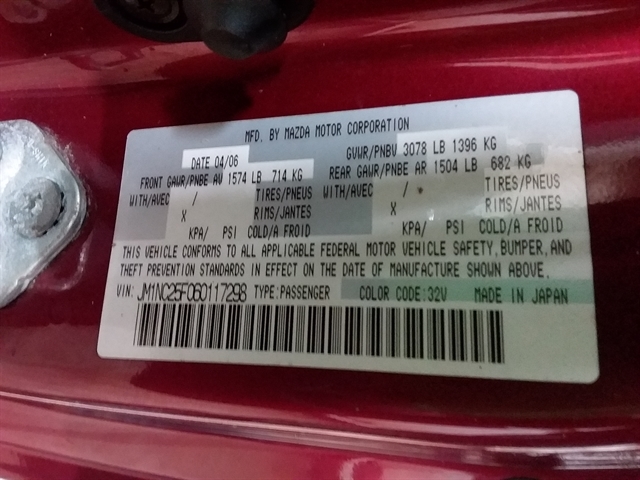 MFD. BY MAZDA MOTOR CORPORATION
DATE 04/06 GVWR/PNBV 3078 LB 1396 KG
FRONT GAWR/PNBE AV 1574 LB 714 KG REAR GAWR/PNBE AR 1504 LB 682 KG
WITH/AVEC / TIRES/PNEUS WITH/AVEC / TIRES/PNEUS
X RIMS/JANTES X RIMS/JANTES
KPA/ PSI COLD/A FROID KPA/ PSI COLD/A FROID
THIS VEHICLE CONFORMS TO ALL APPLICABLE FEDERAL MOTOR VEHICLE SAFETY, BUMPER, AND
THEFT PREVENTION STANDARDS IN EFFECT ON THE DATE OF MANUFACTURE SHOWN ABOVE.
VIN: JM1NC25F060117298 TYPE:PASSENGER COLOR CODE:32V MADE IN JAPAN